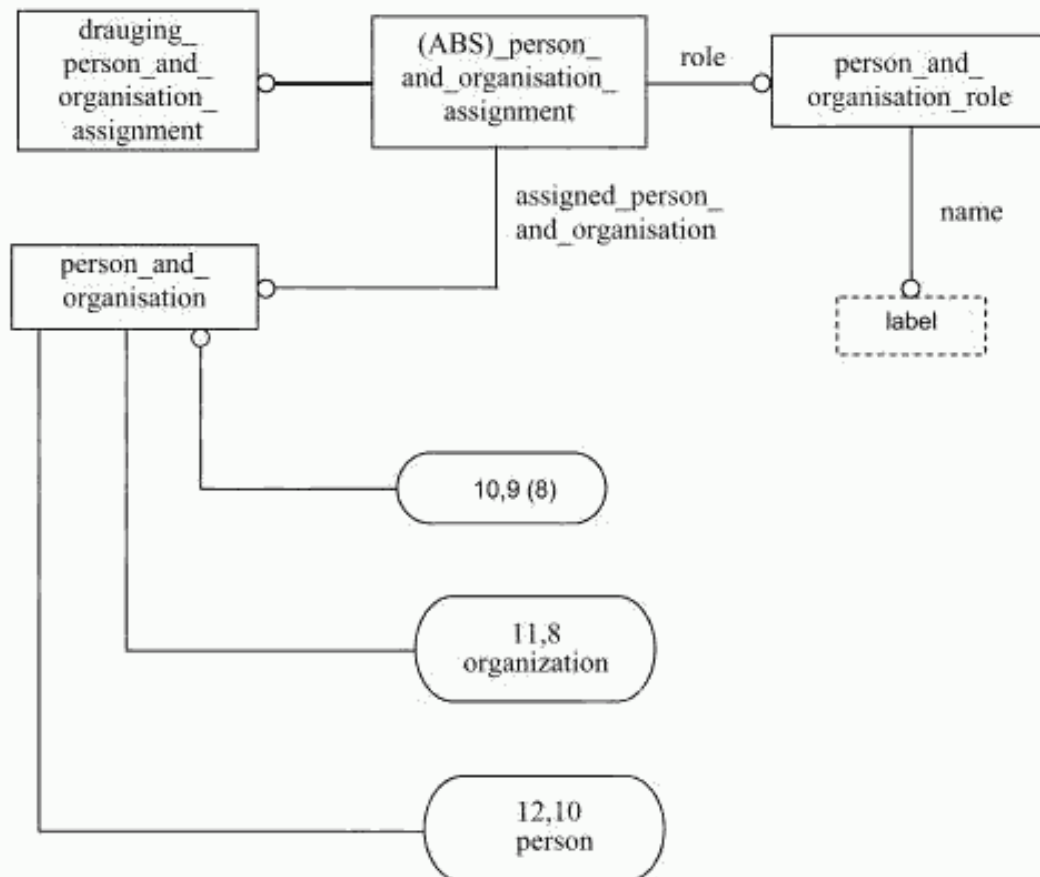 drauging_
person_and_
organisation_
assignment
(ABS)_person_
and_organisation_
assignment
role
person_and_
organisation_role
assigned_person_
and_organisation
name
person_and_
organisation
label
10,9 (8)
11,8
organization
12,10
person